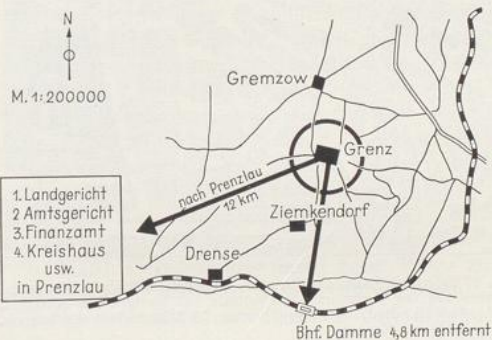 N
M. 1:200000
Gremzow
Grenz
nach Prenzlau
12 km
1. Landgericht
2 Amtsgericht
3. Finanzamt
4. Kreishaus
usw.
in Prenzlau
Ziemkendorf
Drense
Bhf. Damme 4,8 km entfernt